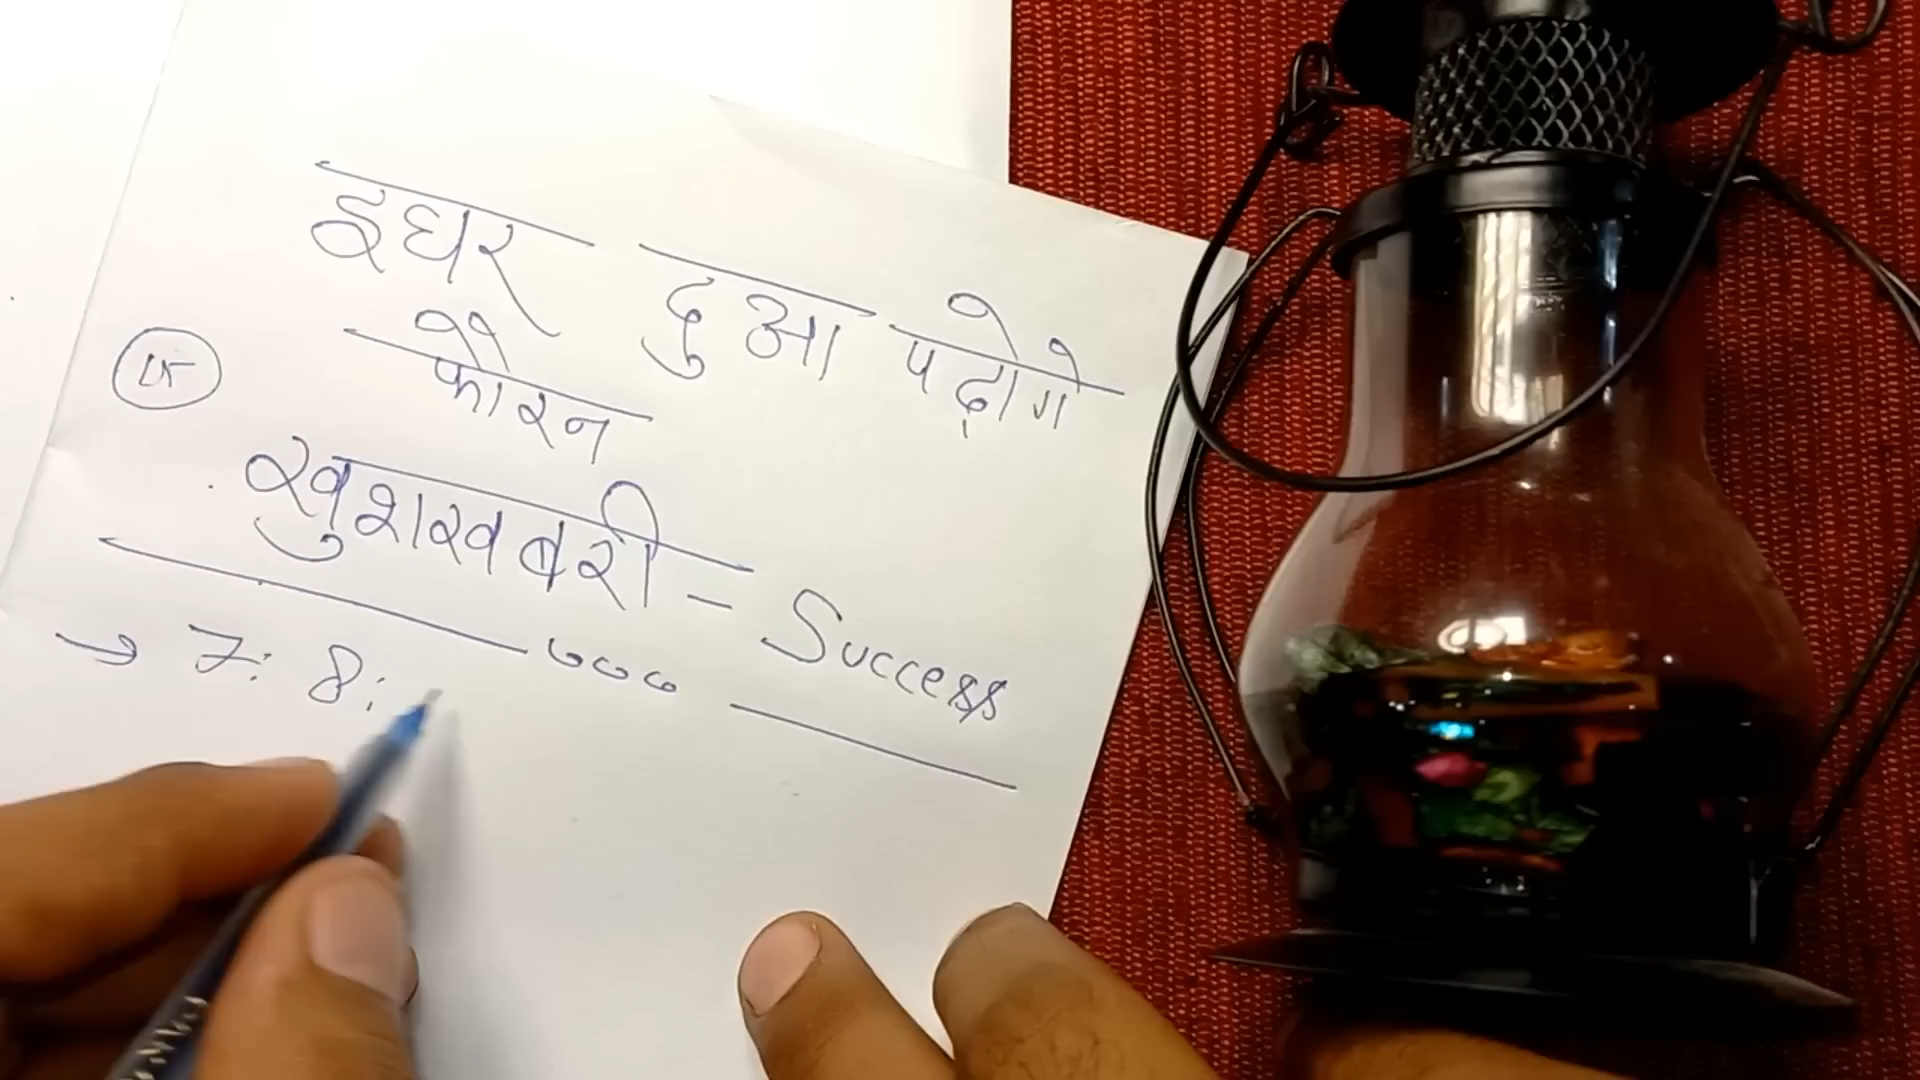 इधर दुआ पढ़ोगे
फौरन
खुशखबरी = Success
→ 7: 8: